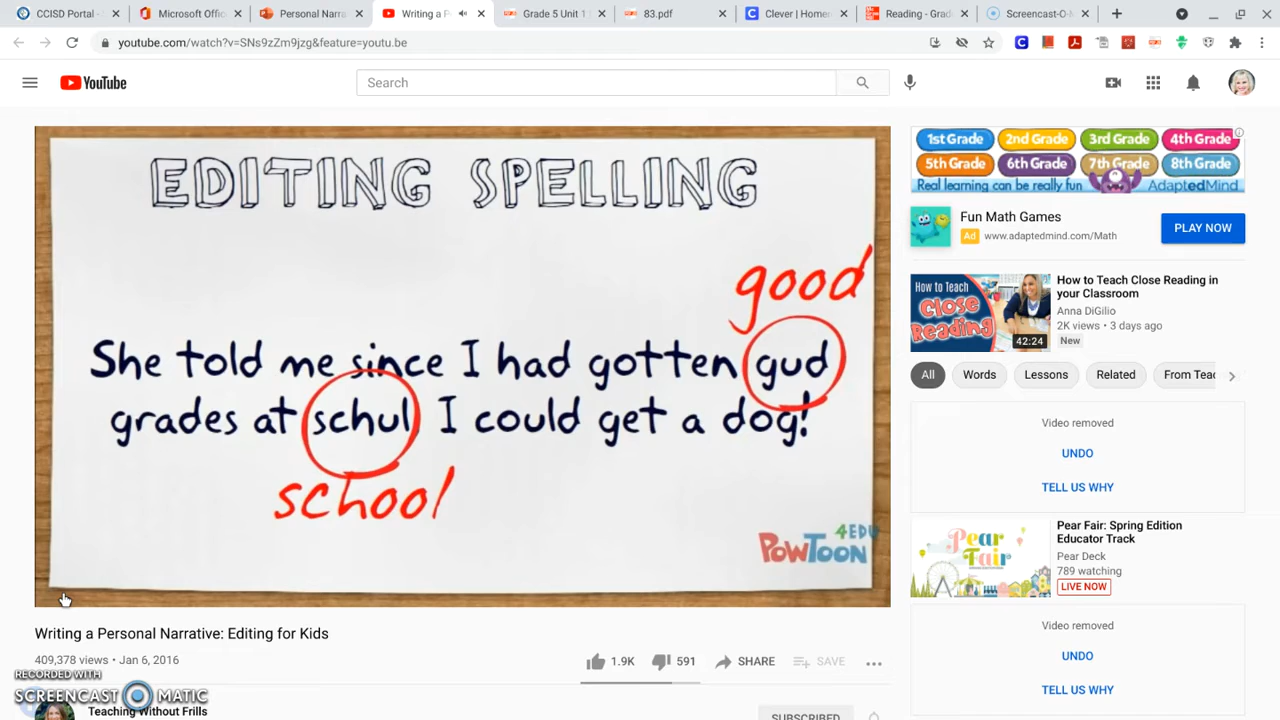 CCISD Portal -
Microsoft Offic
Personal Narra
Writing a P
Grade 5 Unit 1
83.pdf
Clever | Home
Reading - Grad
Screencast-O-M
youtube.com/watch?v=SNs9zZm9jzg&feature=youtu.be
YouTube
Search
EDITING SPELLING
good
She told me since I had gotten gud
grades at schul I could get a dog!
school
POWTOON
4EDU
Writing a Personal Narrative: Editing for Kids
409,378 views • Jan 6, 2016
1.9K
591
SHARE
SAVE
RECORDED WITH
SCREENCAST MATIC
Teaching Without Frills
SUBSCRIBED
1st Grade 2nd Grade 3rd Grade 4th Grade
5th Grade 6th Grade 7th Grade 8th Grade
Real learning can be really fun AdaptedMind
Fun Math Games
Ad www.adaptedmind.com/Math
PLAY NOW
How to Teach
Close
Reading
42:24
How to Teach Close Reading in
your Classroom
Anna DiGilio
2K views • 3 days ago
New
All
Words
Lessons
Related
From Teac
Video removed
UNDO
TELL US WHY
Pear
Fair
Pear Fair: Spring Edition
Educator Track
Pear Deck
789 watching
LIVE NOW
Video removed
UNDO
TELL US WHY